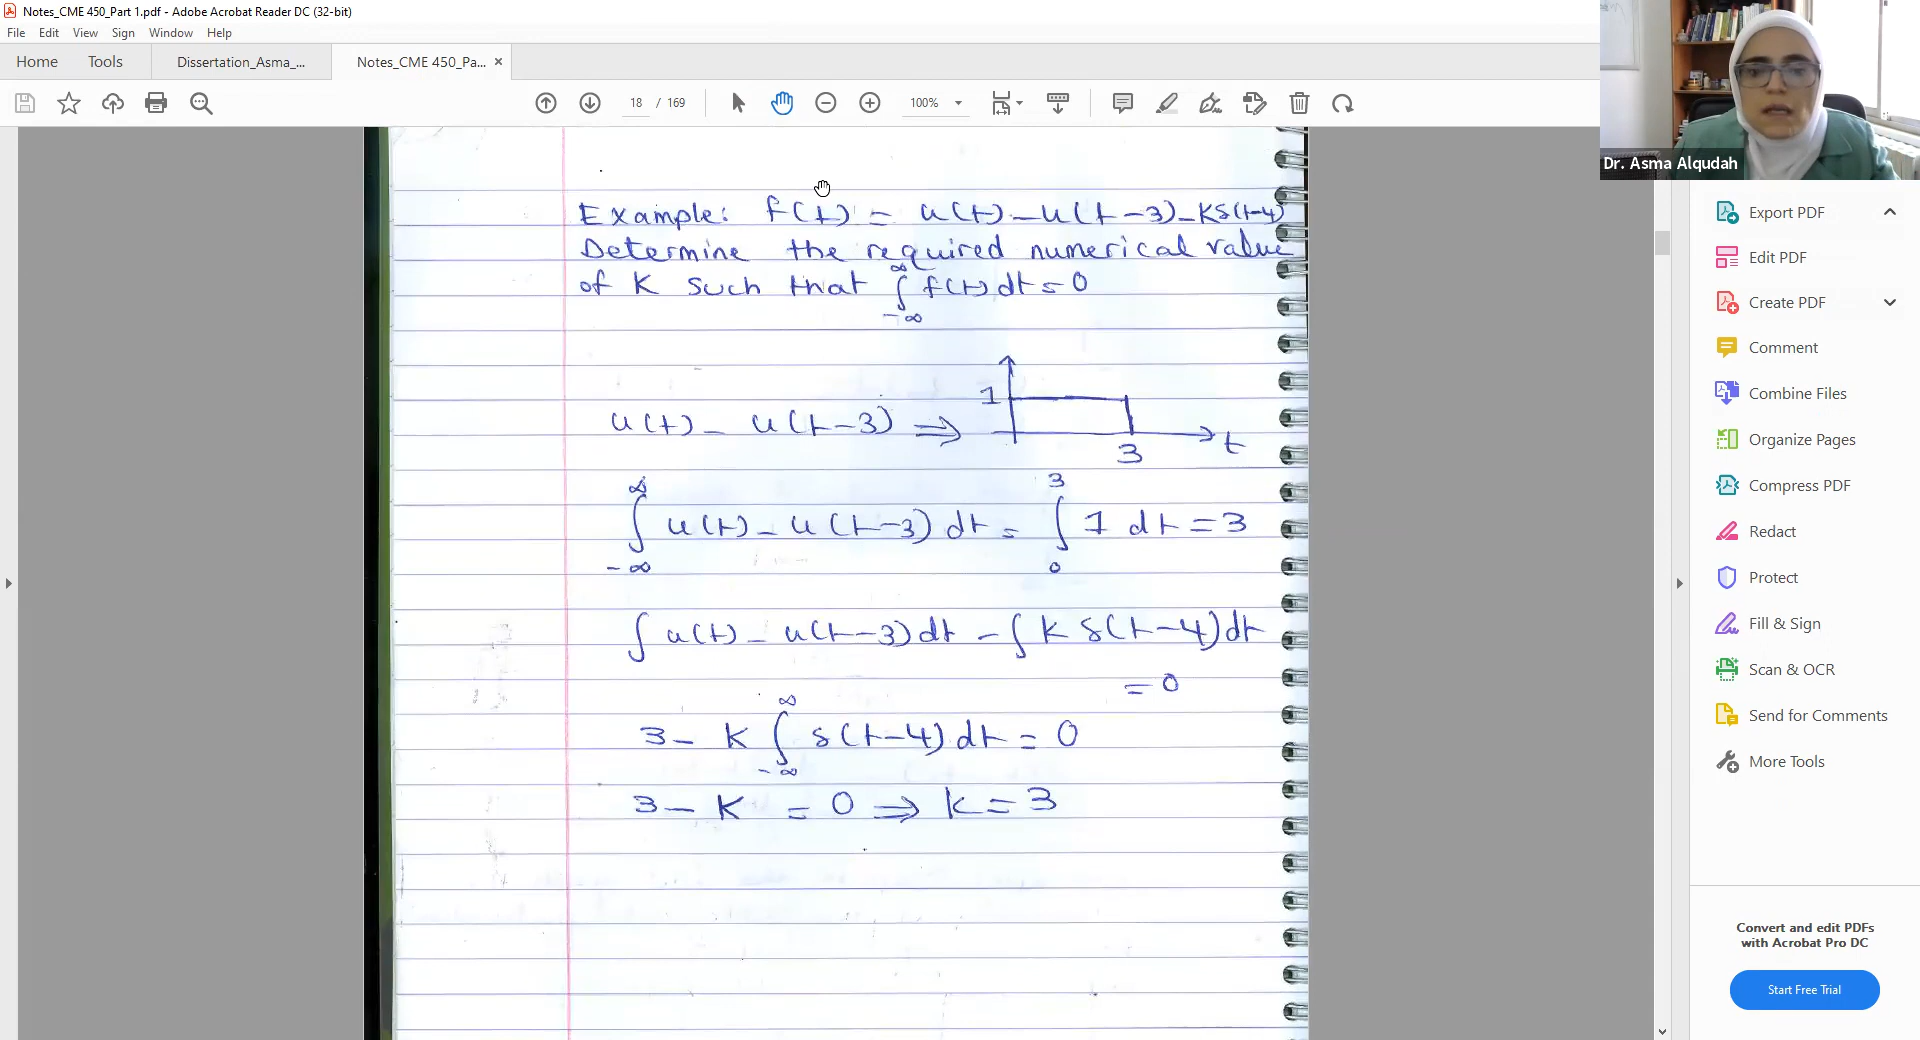 Notes_CME 450_Part 1.pdf - Adobe Acrobat Reader DC (32-bit)
File Edit View Sign Window Help
Home Tools Dissertation_Asma_... Notes_CME 450_Pa... ×
18 / 169 100%
Dr. Asma Alqudah
Example: f(t) = u(t) - u(t-3) - Kδ(t-4)
Determine the required numerical value
of K such that ∫_{-∞}^{∞} f(t) dt = 0
u(t) - u(t-3) ⇒
1
3 t
∫_{-∞}^{∞} u(t) - u(t-3) dt = ∫_{0}^{3} 1 dt = 3
∫ u(t) - u(t-3) dt - ∫ k δ(t-4) dt
= 0
3 - k ∫_{-∞}^{∞} δ(t-4) dt = 0
3 - k = 0 ⇒ k = 3
Export PDF
Edit PDF
Create PDF
Comment
Combine Files
Organize Pages
Compress PDF
Redact
Protect
Fill & Sign
Scan & OCR
Send for Comments
More Tools
Convert and edit PDFs
with Acrobat Pro DC
Start Free Trial